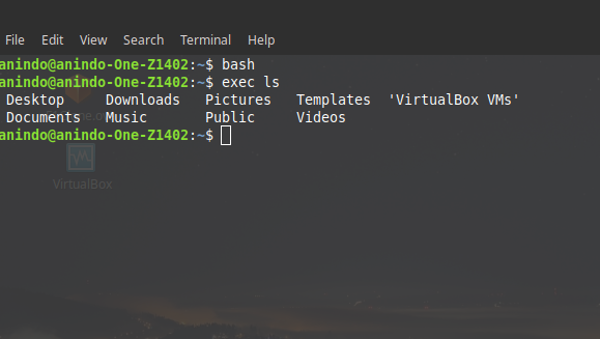 File Edit View Search Terminal Help
anindo@anindo-One-Z1402:~$ bash
anindo@anindo-One-Z1402:~$ exec ls
Desktop Downloads Pictures Templates 'VirtualBox VMs'
Documents Music Public Videos
anindo@anindo-One-Z1402:~$
VirtualBox